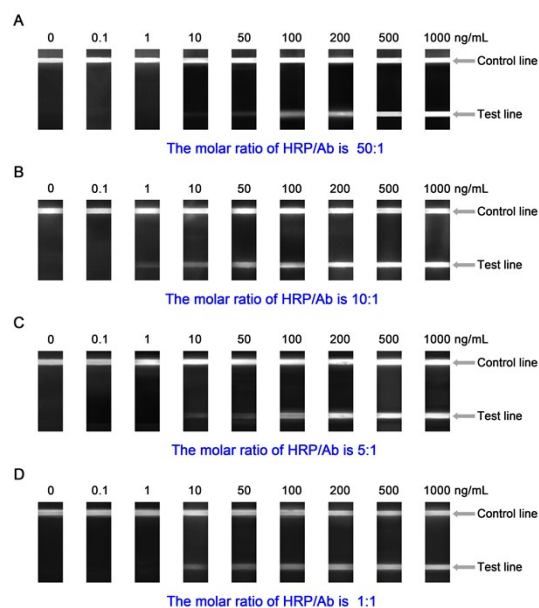 A
0 0.1 1 10 50 100 200 500 1000 ng/mL
Control line
Test line
The molar ratio of HRP/Ab is 50:1
B
0 0.1 1 10 50 100 200 500 1000 ng/mL
Control line
Test line
The molar ratio of HRP/Ab is 10:1
C
0 0.1 1 10 50 100 200 500 1000 ng/mL
Control line
Test line
The molar ratio of HRP/Ab is 5:1
D
0 0.1 1 10 50 100 200 500 1000 ng/mL
Control line
Test line
The molar ratio of HRP/Ab is 1:1